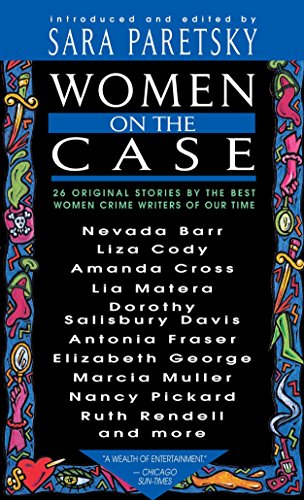 introduced and edited by
SARA PARETSKY
WOMEN
ON THE
CASE
26 ORIGINAL STORIES BY THE BEST
WOMEN CRIME WRITERS OF OUR TIME
Nevada Barr
Liza Cody
Amanda Cross
Lia Matera
Dorothy
Salisbury Davis
Antonia Fraser
Elizabeth George
Marcia Muller
Nancy Pickard
Ruth Rendell
and more
"A WEALTH OF ENTERTAINMENT."
— CHICAGO
SUN-TIMES